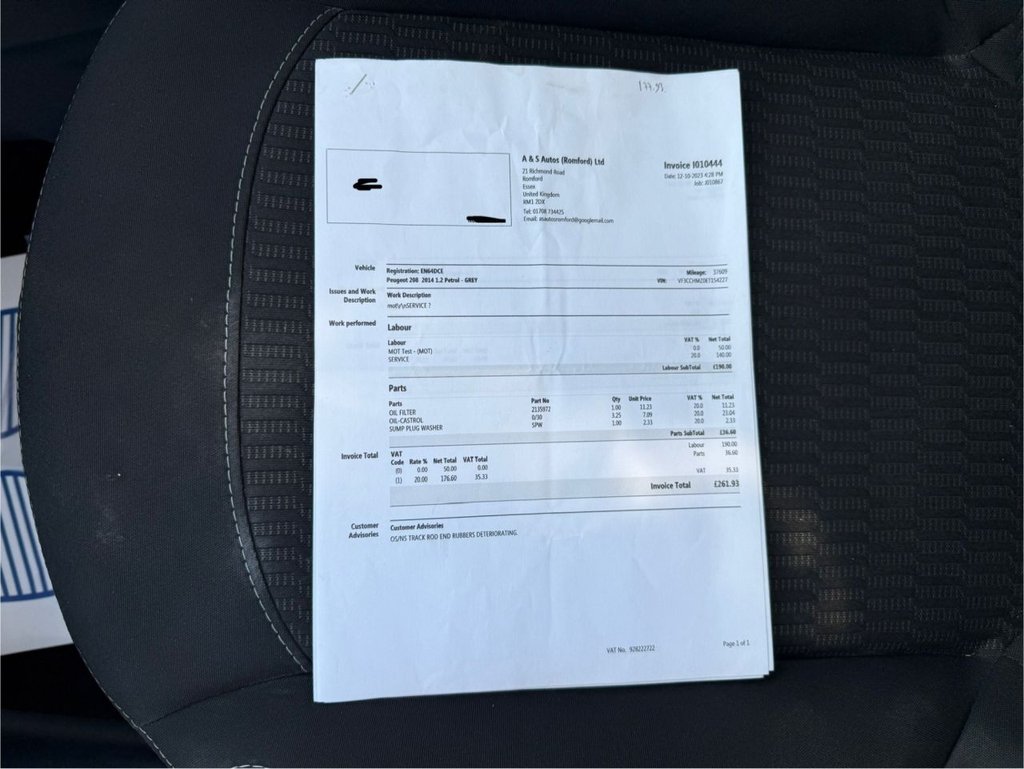 177.93
A & S Autos (Romford) Ltd
21 Richmond Road
Romford
Essex
United Kingdom
RM1 2DX
Tel: 01708 734425
Email: asautosromford@googlemail.com
Invoice I010444
Date: 12-10-2023 4:28 PM
Job: J010867
Vehicle
Registration: EN64DCE
Mileage: 37609
Peugeot 208 2014 1.2 Petrol - GREY
VIN:
Issues and Work Description
Work Description
mot\r\nSERVICE ?
Work performed
Labour
Labour VAT % Net Total
MOT Test - (MOT) 0.0 50.00
SERVICE 20.0 140.00
Labour SubTotal £190.00
Parts
Parts Part No Qty Unit Price VAT % Net Total
OIL FILTER 2135972 1.00 11.23 20.0 11.23
OIL-CASTROL 0/30 3.25 7.09 20.0 23.04
SUMP PLUG WASHER SPW 1.00 2.33 20.0 2.33
Parts SubTotal £36.60
Invoice Total
VAT Code Rate % Net Total VAT Total
(0) 0.00 50.00 0.00
(1) 20.00 176.60 35.33
Labour 190.00
Parts 36.60
VAT 35.33
Invoice Total £261.93
Customer Advisories
Customer Advisories
OS/NS TRACK ROD END RUBBERS DETERIORATING.
VAT No. 928222722
Page 1 of 1